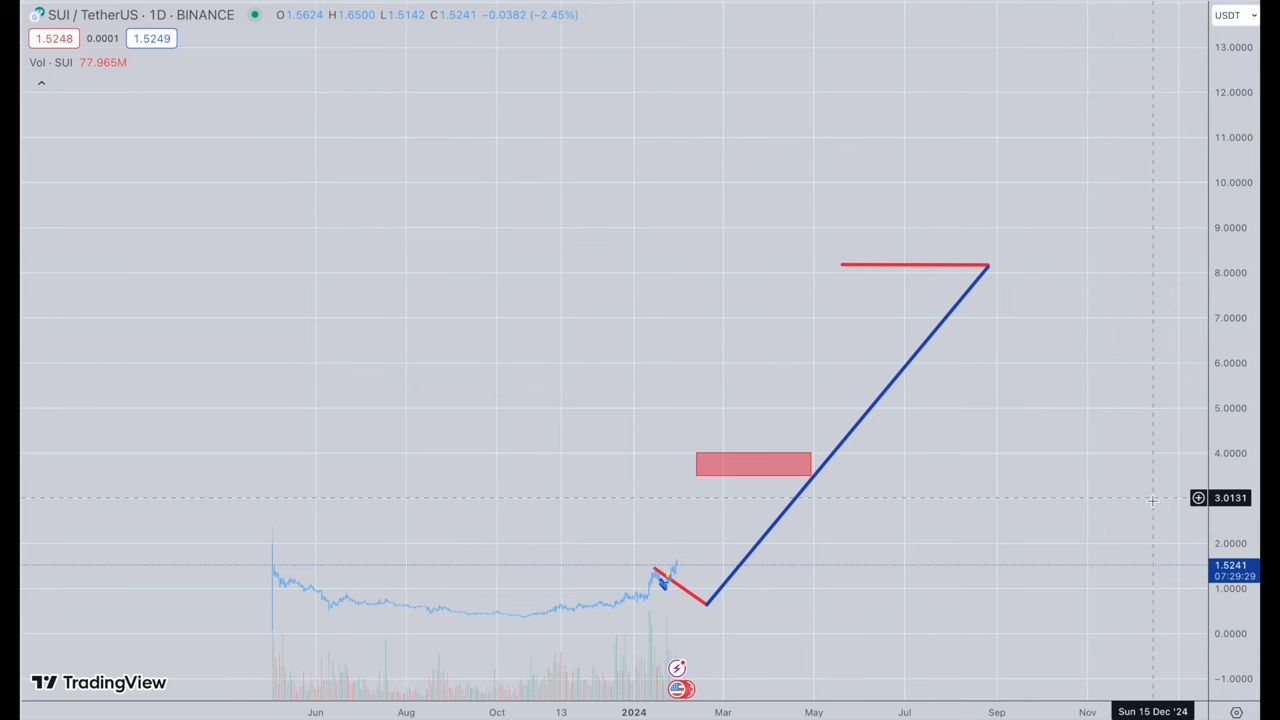 SUI / TetherUS · 1D · BINANCE O1.5624 H1.6500 L1.5142 C1.5241 −0.0382 (−2.45%)
USDT
1.5248 0.0001 1.5249
Vol · SUI 77.965M
13.0000
12.0000
11.0000
10.0000
9.0000
8.0000
7.0000
6.0000
5.0000
4.0000
3.0131
2.0000
1.5241
07:29:29
1.0000
0.0000
−1.0000
TradingView
Jun Aug Oct 13 2024 Mar May Jul Sep Nov Sun 15 Dec '24